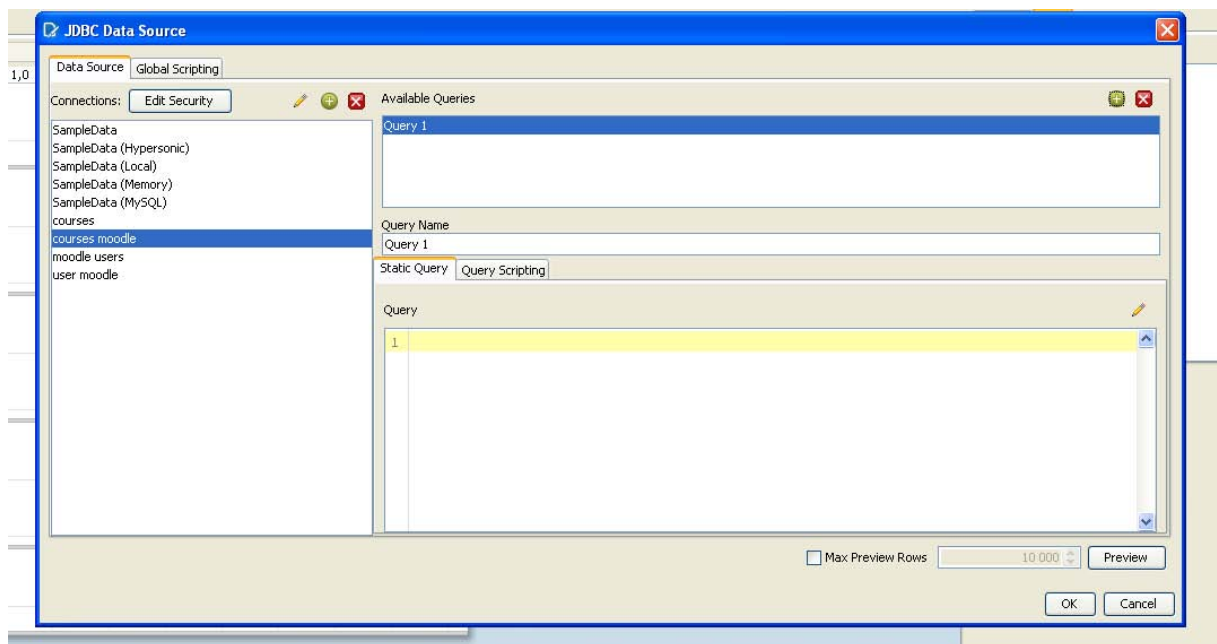 JDBC Data Source
1,0
Data Source Global Scripting
Connections: Edit Security
SampleData
SampleData (Hypersonic)
SampleData (Local)
SampleData (Memory)
SampleData (MySQL)
courses
courses moodle
moodle users
user moodle
Available Queries
Query 1
Query Name
Query 1
Static Query Query Scripting
Query
1
Max Preview Rows 10 000 Preview
OK Cancel